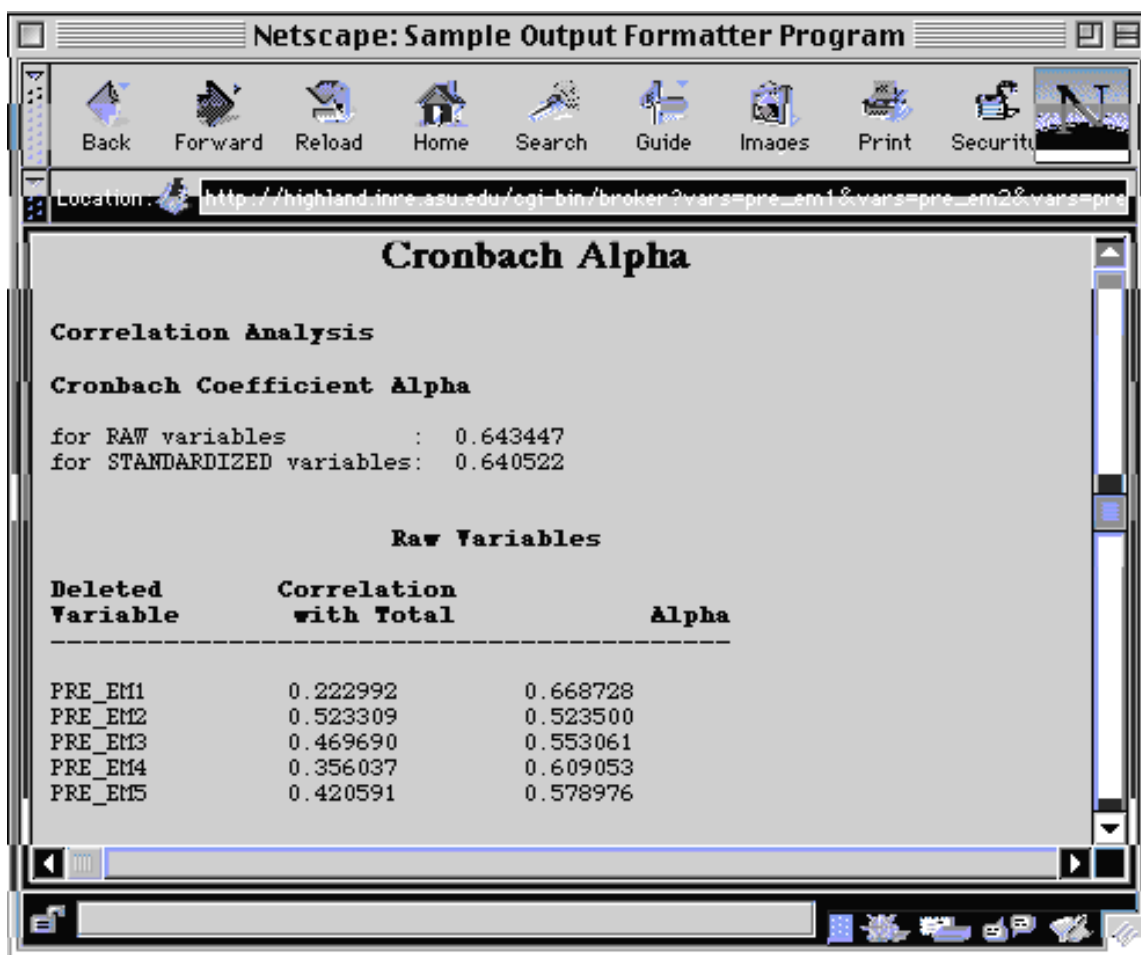 Netscape: Sample Output Formatter Program
Back Forward Reload Home Search Guide Images Print Security
N
Location: http://highland.inre.asu.edu/cgi-bin/broker?vars=pre_em1&vars=pre_em2&vars=pre
Cronbach Alpha
Correlation Analysis
Cronbach Coefficient Alpha
for RAW variables : 0.643447
for STANDARDIZED variables: 0.640522
Raw Variables
Deleted Correlation
Variable with Total Alpha
PRE_EM1 0.222992 0.668728
PRE_EM2 0.523309 0.523500
PRE_EM3 0.469690 0.553061
PRE_EM4 0.356037 0.609053
PRE_EM5 0.420591 0.578976